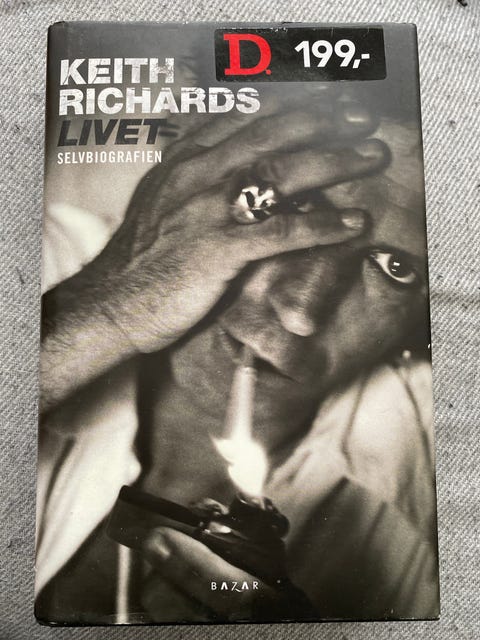 D. 199,-
KEITH
RICHARDS
LIVET
SELVBIOGRAFIEN
BAZAR